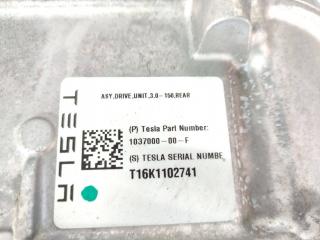 TESLA
ASY,DRIVE,UNIT,3.0-150,REAR
(P) Tesla Part Number:
1037000-00-F
(S) TESLA SERIAL NUMBE
T16K1102741